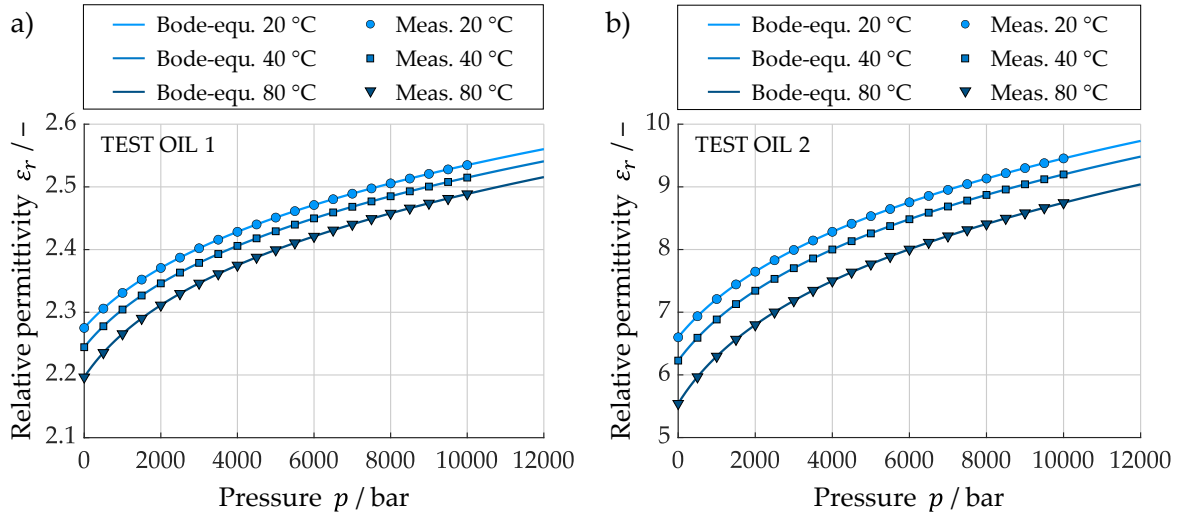 a)
Bode-equ. 20 °C Meas. 20 °C
Bode-equ. 40 °C Meas. 40 °C
Bode-equ. 80 °C Meas. 80 °C
TEST OIL 1
Relative permittivity εr / −
2.6
2.5
2.4
2.3
2.2
2.1
0 2000 4000 6000 8000 10000 12000
Pressure p / bar
b)
Bode-equ. 20 °C Meas. 20 °C
Bode-equ. 40 °C Meas. 40 °C
Bode-equ. 80 °C Meas. 80 °C
TEST OIL 2
Relative permittivity εr / −
10
9
8
7
6
5
0 2000 4000 6000 8000 10000 12000
Pressure p / bar